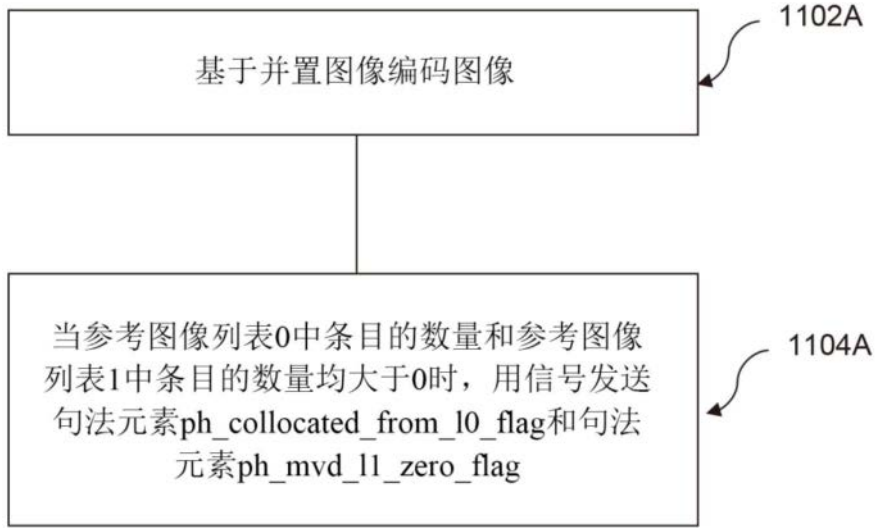 1102A
基于并置图像编码图像
当参考图像列表0中条目的数量和参考图像
列表1中条目的数量均大于0时，用信号发送
句法元素ph_collocated_from_l0_flag和句法
元素ph_mvd_l1_zero_flag
1104A